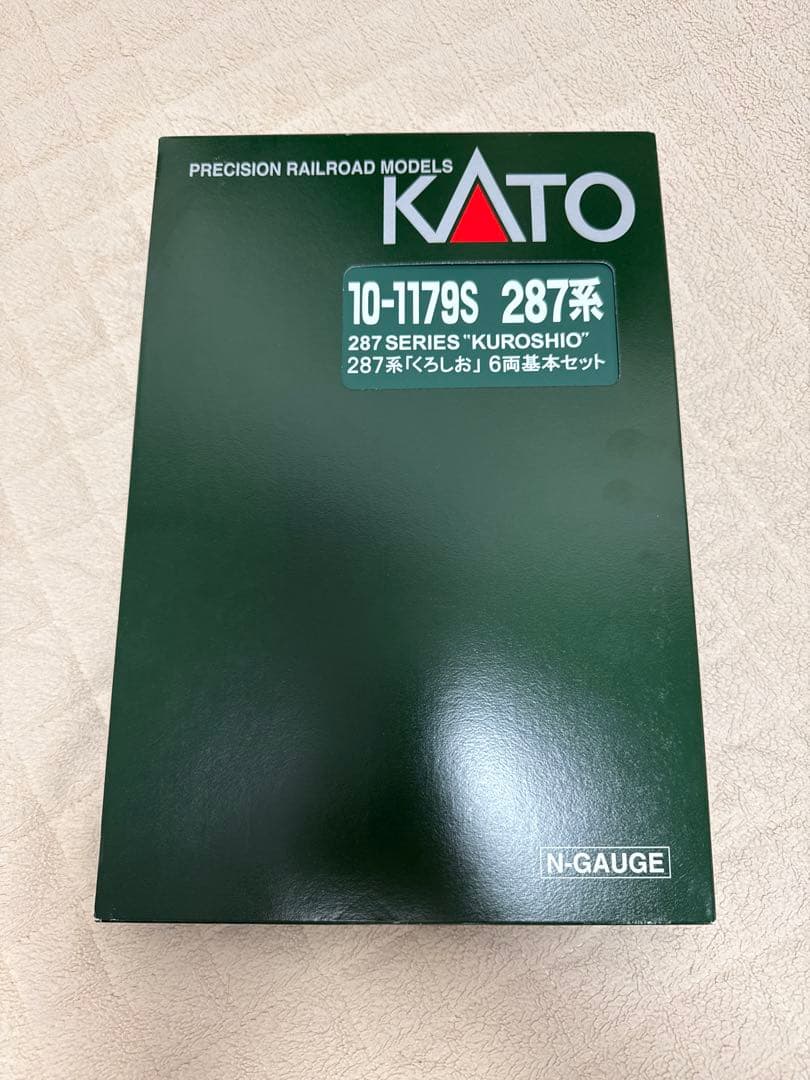 PRECISION RAILROAD MODELS
KATO
10-1179S 287系
287 SERIES "KUROSHIO"
287系「くろしお」 6両基本セット
N-GAUGE